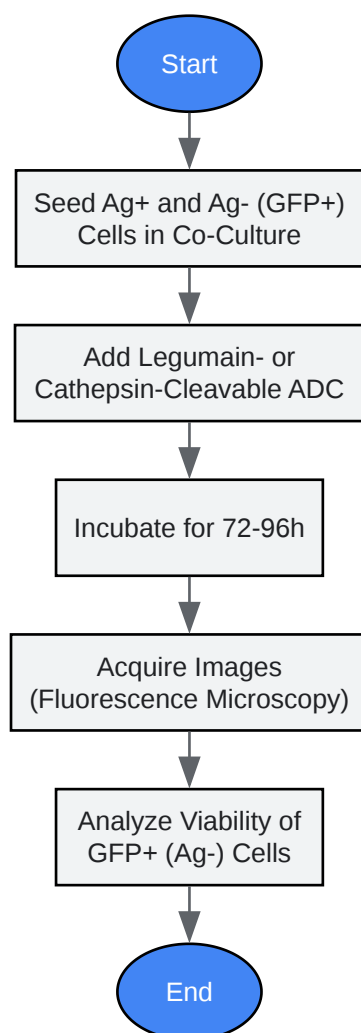 Start
Seed Ag+ and Ag- (GFP+)
Cells in Co-Culture
Add Legumain- or
Cathepsin-Cleavable ADC
Incubate for 72-96h
Acquire Images
(Fluorescence Microscopy)
Analyze Viability of
GFP+ (Ag-) Cells
End